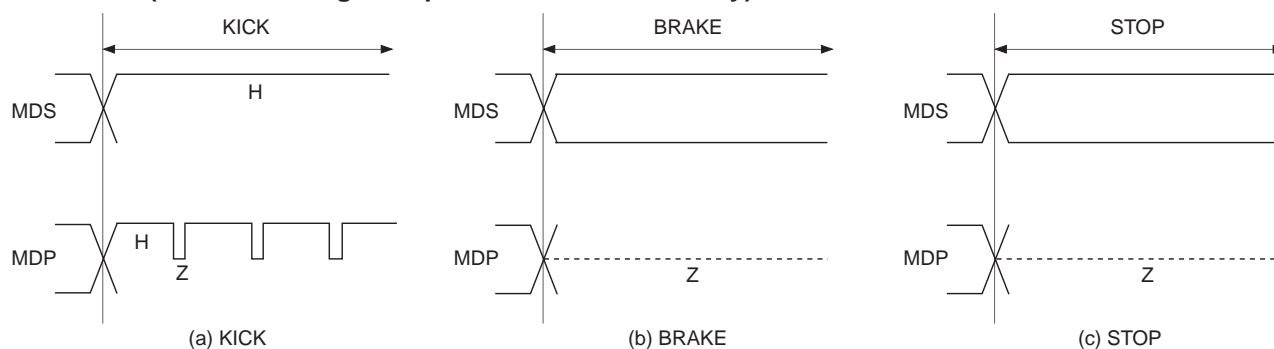 KICK BRAKE STOP
MDS H MDS MDS
MDP H Z MDP Z MDP Z
(a) KICK (b) BRAKE (c) STOP